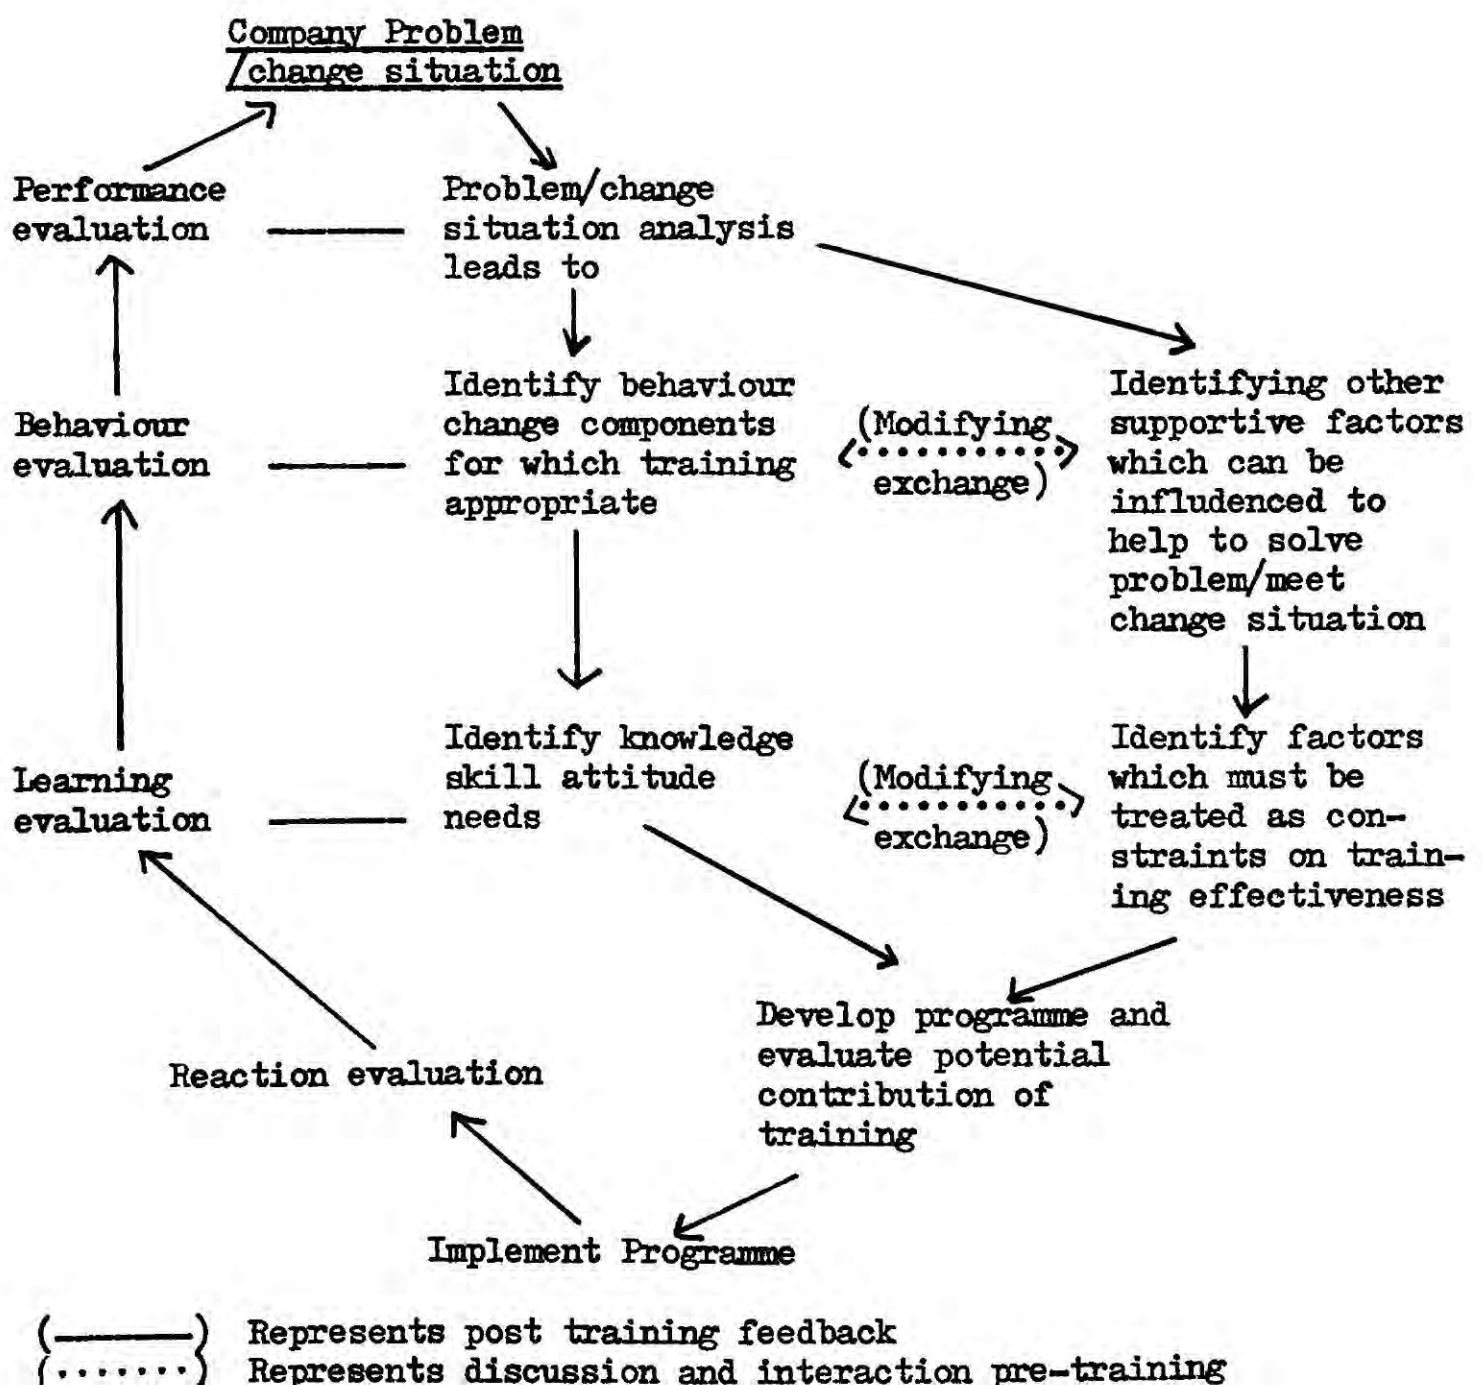 Company Problem
/change situation
Performance
evaluation
Problem/change
situation analysis
leads to
Behaviour
evaluation
Identify behaviour
change components
for which training
appropriate
(Modifying
exchange)
Identifying other
supportive factors
which can be
infludenced to
help to solve
problem/meet
change situation
Learning
evaluation
Identify knowledge
skill attitude
needs
(Modifying
exchange)
Identify factors
which must be
treated as con-
straints on train-
ing effectiveness
Develop programme and
evaluate potential
contribution of
training
Reaction evaluation
Implement Programme
(———) Represents post training feedback
(.......) Represents discussion and interaction pre-training